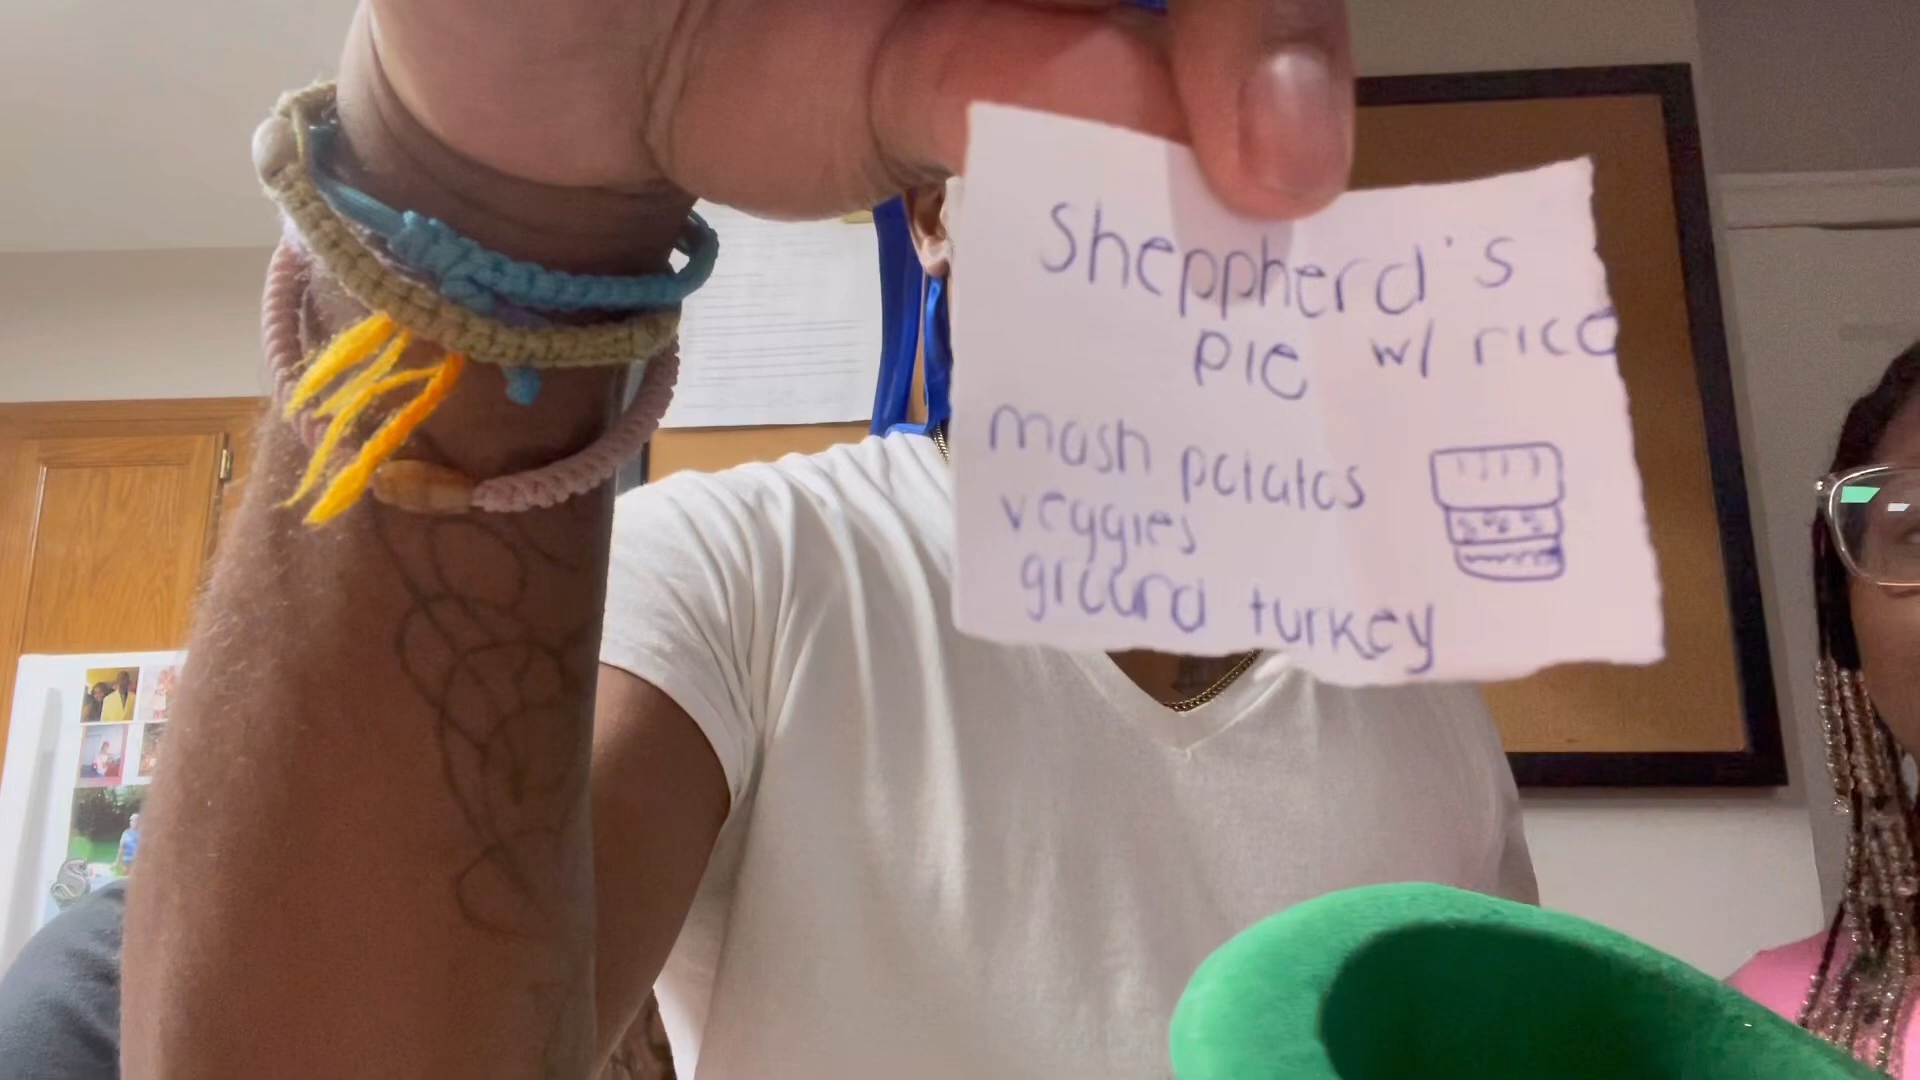 Sheppherd's
pie w/ rice
mash potatos
veggies
ground turkey